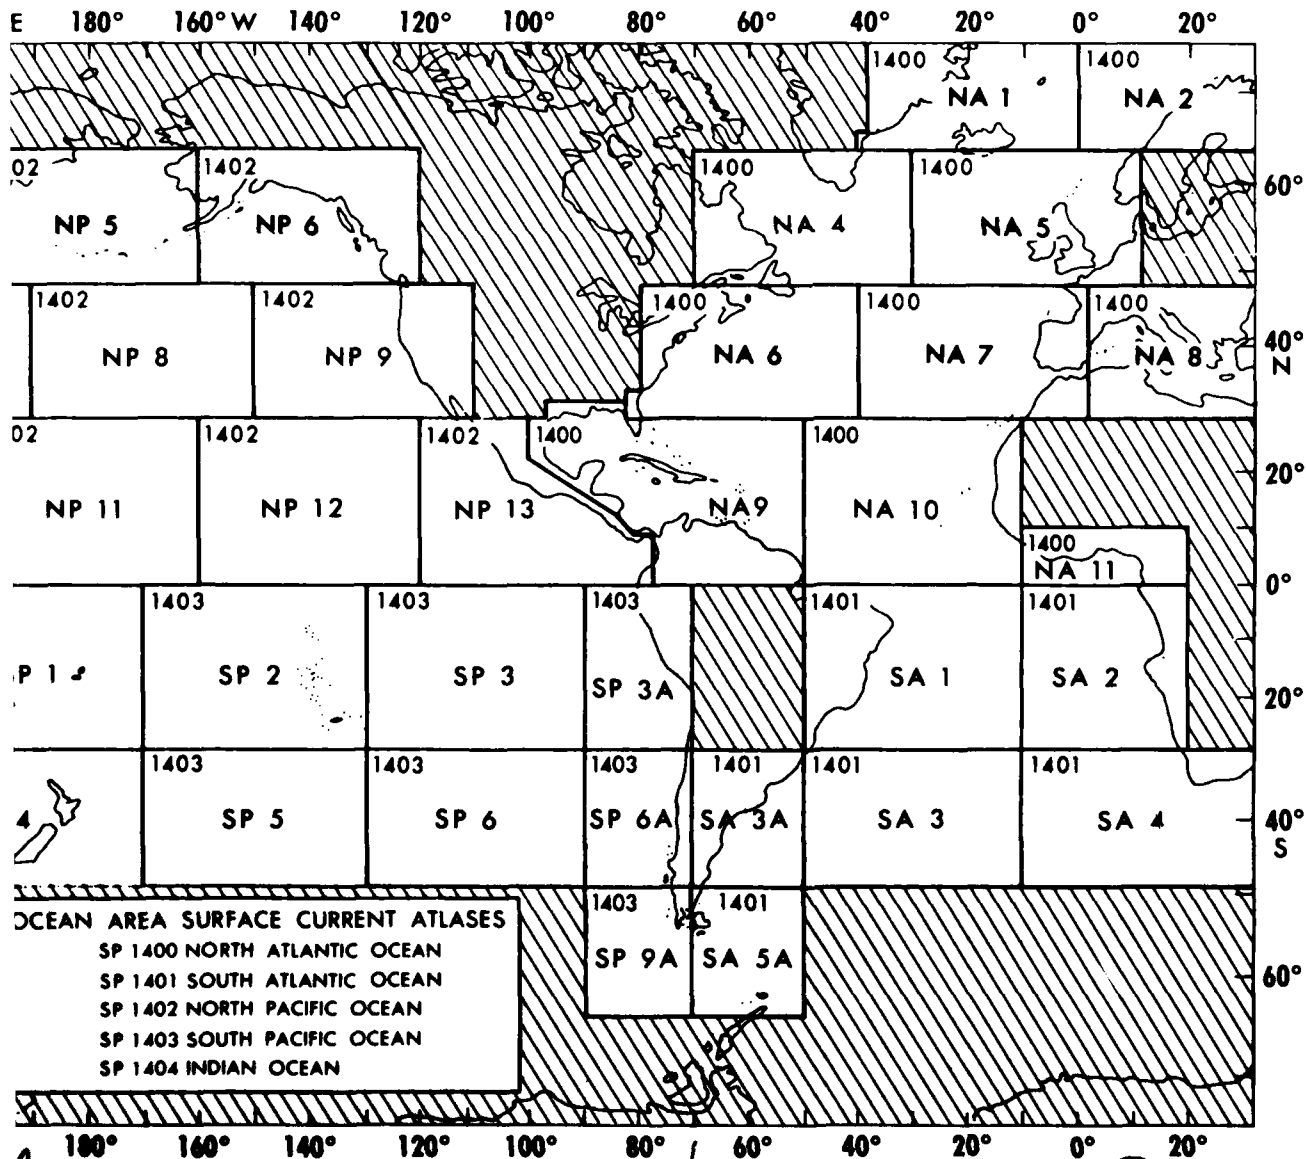 E 180° 160° W 140° 120° 100° 80° 60° 40° 20° 0° 20°
1400 1400
NA 1 NA 2
02 1402 1400 1400
60°
NP 5 NP 6 NA 4 NA 5
1402 1402 1400 1400 1400
40°
N
NP 8 NP 9 NA 6 NA 7 NA 8
02 1402 1402 1400 1400
20°
NP 11 NP 12 NP 13 NA9 NA 10
1400
NA 11
0°
1403 1403 1403 1401 1401
P 1 SP 2 SP 3 SP 3A SA 1 SA 2
20°
1403 1403 1403 1401 1401 1401
4 SP 5 SP 6 SP 6A SA 3A SA 3 SA 4
40°
S
1403 1401
SP 9A SA 5A
60°
OCEAN AREA SURFACE CURRENT ATLASES
SP 1400 NORTH ATLANTIC OCEAN
SP 1401 SOUTH ATLANTIC OCEAN
SP 1402 NORTH PACIFIC OCEAN
SP 1403 SOUTH PACIFIC OCEAN
SP 1404 INDIAN OCEAN
180° 160° 140° 120° 100° 80° 60° 40° 20° 0° 20°